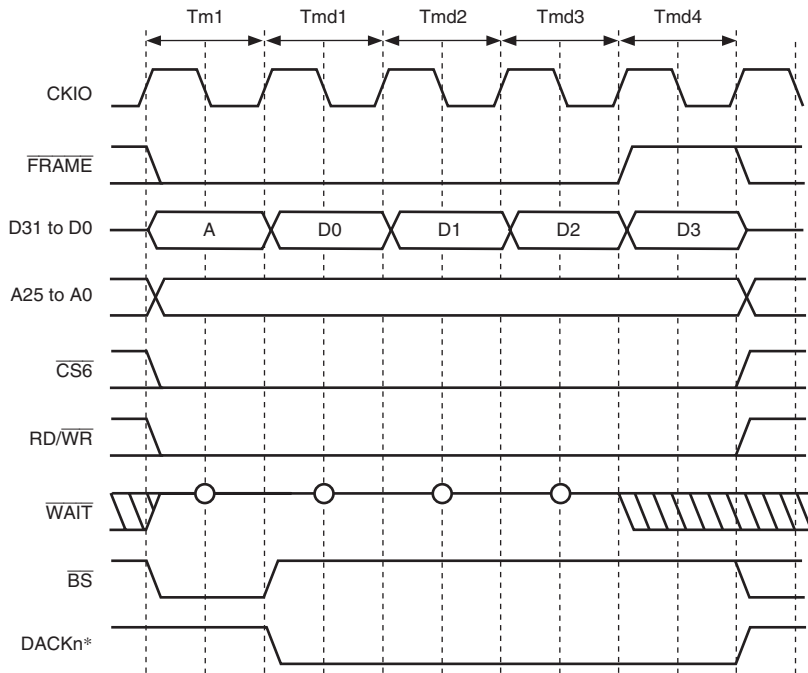 Tm1 Tmd1 Tmd2 Tmd3 Tmd4
CKIO
FRAME
D31 to D0 A D0 D1 D2 D3
A25 to A0
CS6
RD/WR
WAIT
BS
DACKn*